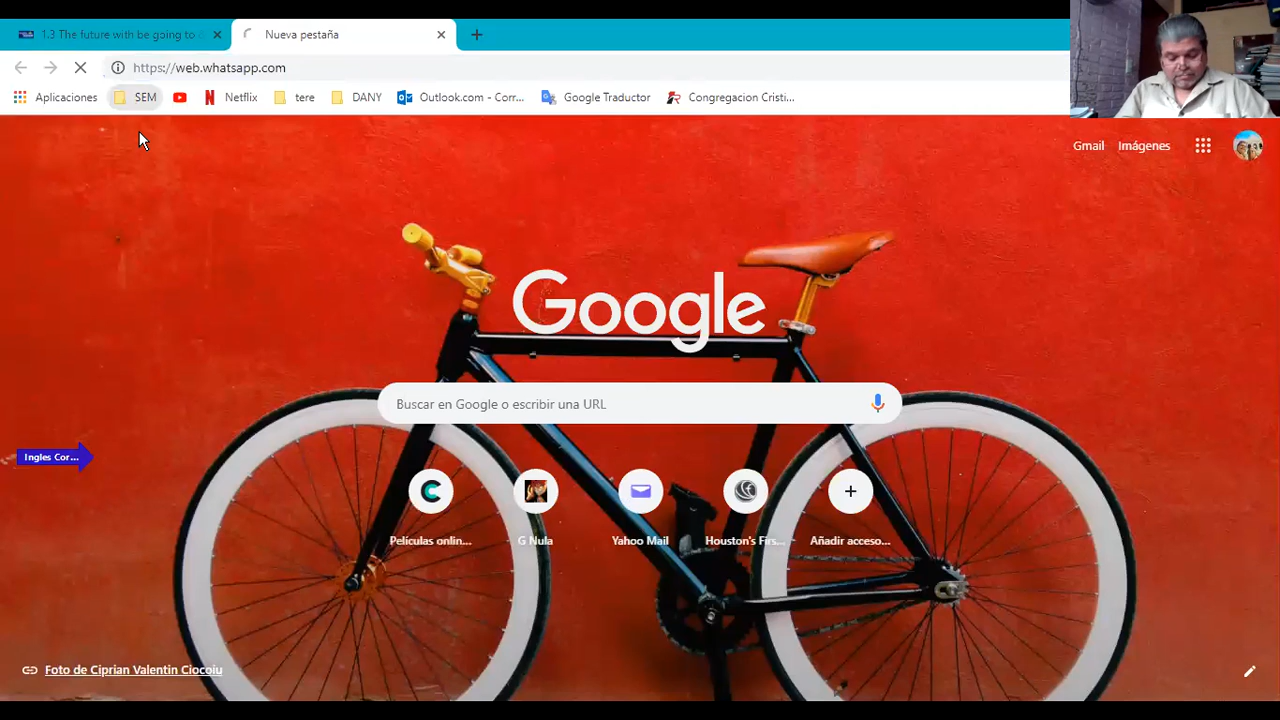 1.3 The future with be going to
Nueva pestaña
https://web.whatsapp.com
Aplicaciones
SEM
Netflix
tere
DANY
Outlook.com - Corr...
Google Traductor
Congregacion Cristi...
Gmail
Imágenes
Google
Buscar en Google o escribir una URL
Ingles Cor...
Películas onlin...
G Nula
Yahoo Mail
Houston's Firs...
Añadir acceso...
Foto de Ciprian Valentin Ciocoiu